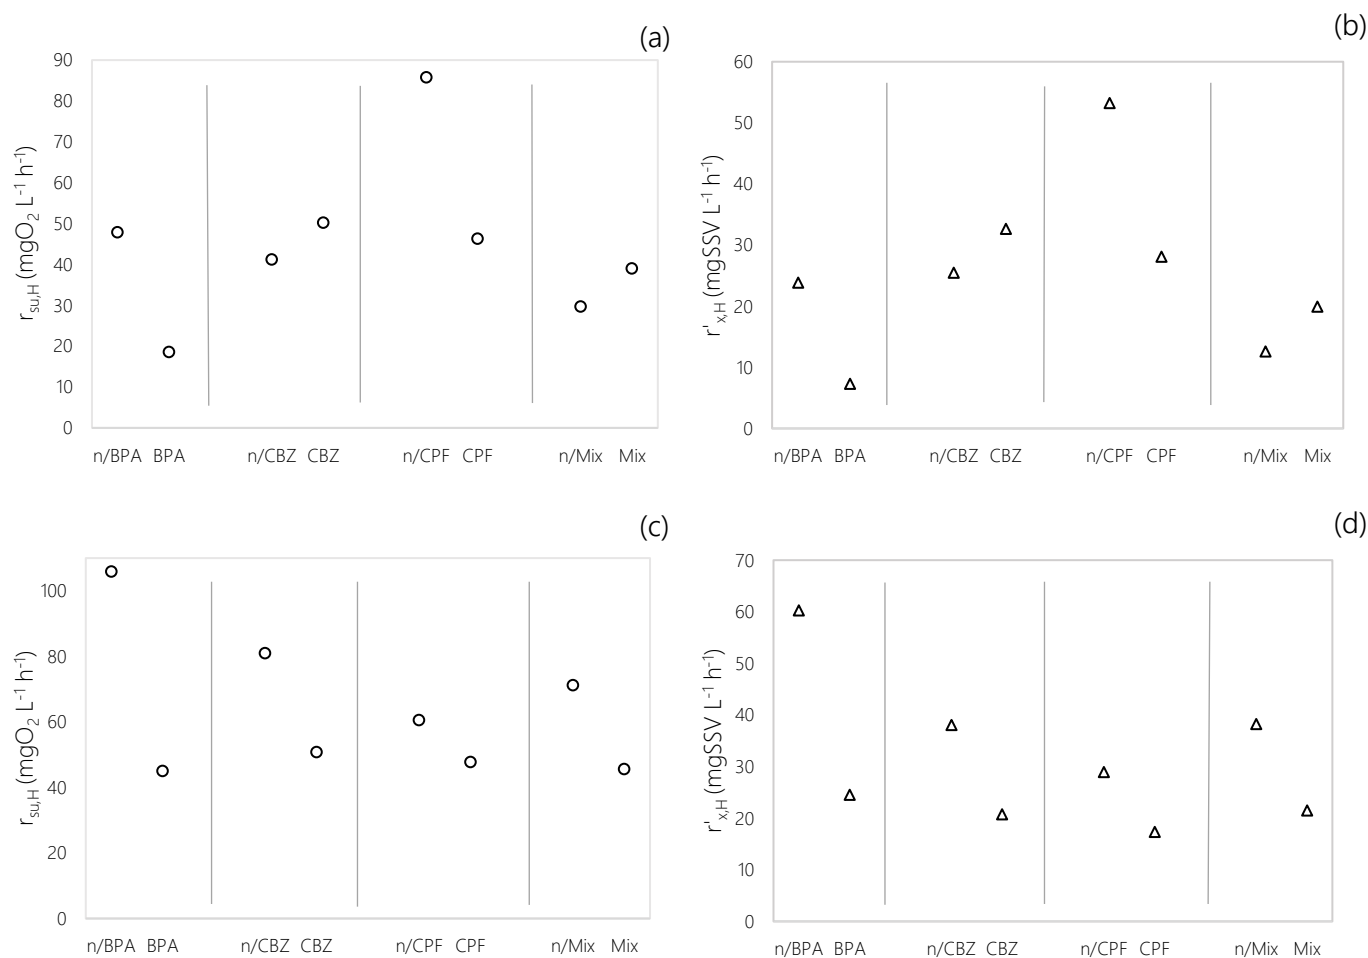 (a)
90
80
70
60
50
40
30
20
10
0
r_su,H (mgO₂ L⁻¹ h⁻¹)
n/BPA BPA n/CBZ CBZ n/CPF CPF n/Mix Mix
(b)
60
50
40
30
20
10
0
r'_x,H (mgSSV L⁻¹ h⁻¹)
n/BPA BPA n/CBZ CBZ n/CPF CPF n/Mix Mix
(c)
100
80
60
40
20
0
r_su,H (mgO₂ L⁻¹ h⁻¹)
n/BPA BPA n/CBZ CBZ n/CPF CPF n/Mix Mix
(d)
70
60
50
40
30
20
10
0
r'_x,H (mgSSV L⁻¹ h⁻¹)
n/BPA BPA n/CBZ CBZ n/CPF CPF n/Mix Mix